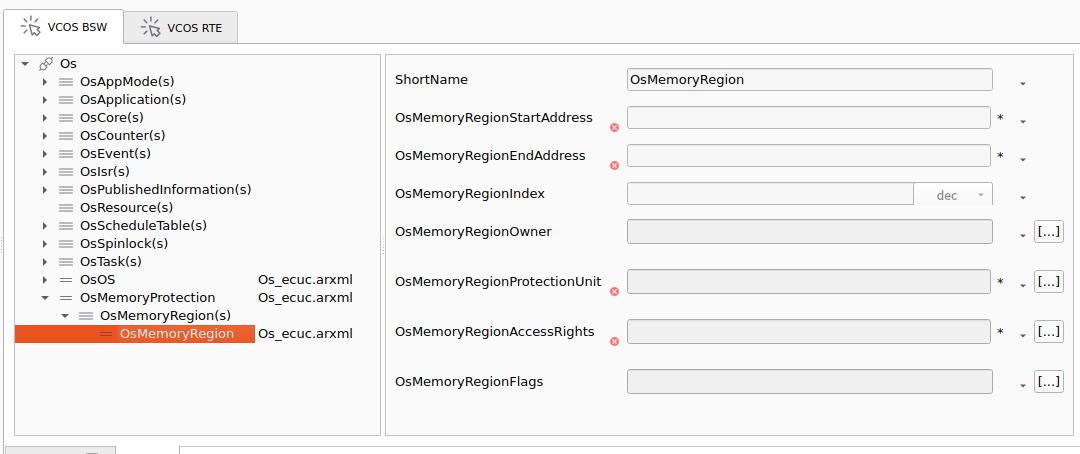 VCOS BSW
VCOS RTE
Os
OsAppMode(s)
OsApplication(s)
OsCore(s)
OsCounter(s)
OsEvent(s)
OsIsr(s)
OsPublishedInformation(s)
OsResource(s)
OsScheduleTable(s)
OsSpinlock(s)
OsTask(s)
OsOS Os_ecuc.arxml
OsMemoryProtection Os_ecuc.arxml
OsMemoryRegion(s)
OsMemoryRegion Os_ecuc.arxml
ShortName OsMemoryRegion
OsMemoryRegionStartAddress *
OsMemoryRegionEndAddress *
OsMemoryRegionIndex dec
OsMemoryRegionOwner [...]
OsMemoryRegionProtectionUnit * [...]
OsMemoryRegionAccessRights * [...]
OsMemoryRegionFlags [...]